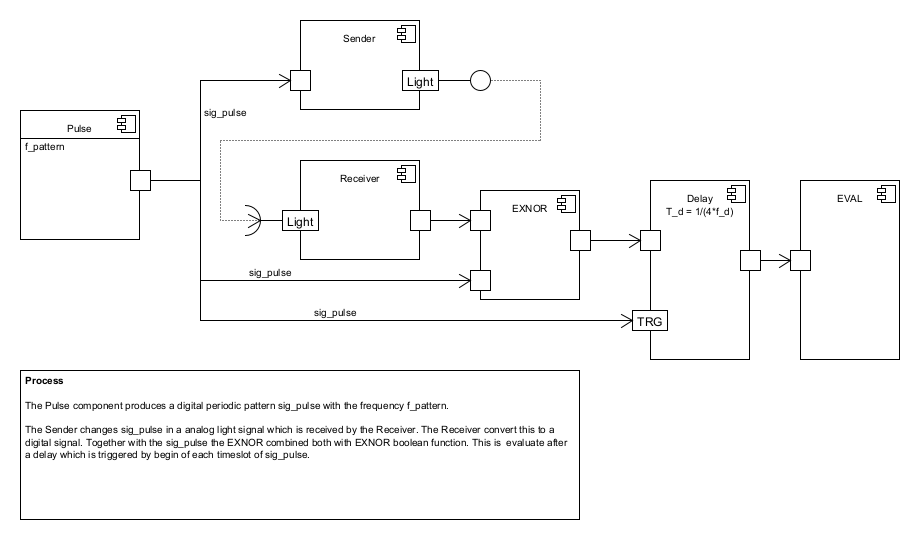 Sender
Light
sig_pulse
Pulse
f_pattern
Receiver
Light
EXNOR
Delay
T_d = 1/(4*f_d)
EVAL
sig_pulse
sig_pulse
TRG
Process
The Pulse component produces a digital periodic pattern sig_pulse with the frequency f_pattern.
The Sender changes sig_pulse in a analog light signal which is received by the Receiver. The Receiver convert this to a
digital signal. Together with the sig_pulse the EXNOR combined both with EXNOR boolean function. This is evaluate after
a delay which is triggered by begin of each timeslot of sig_pulse.